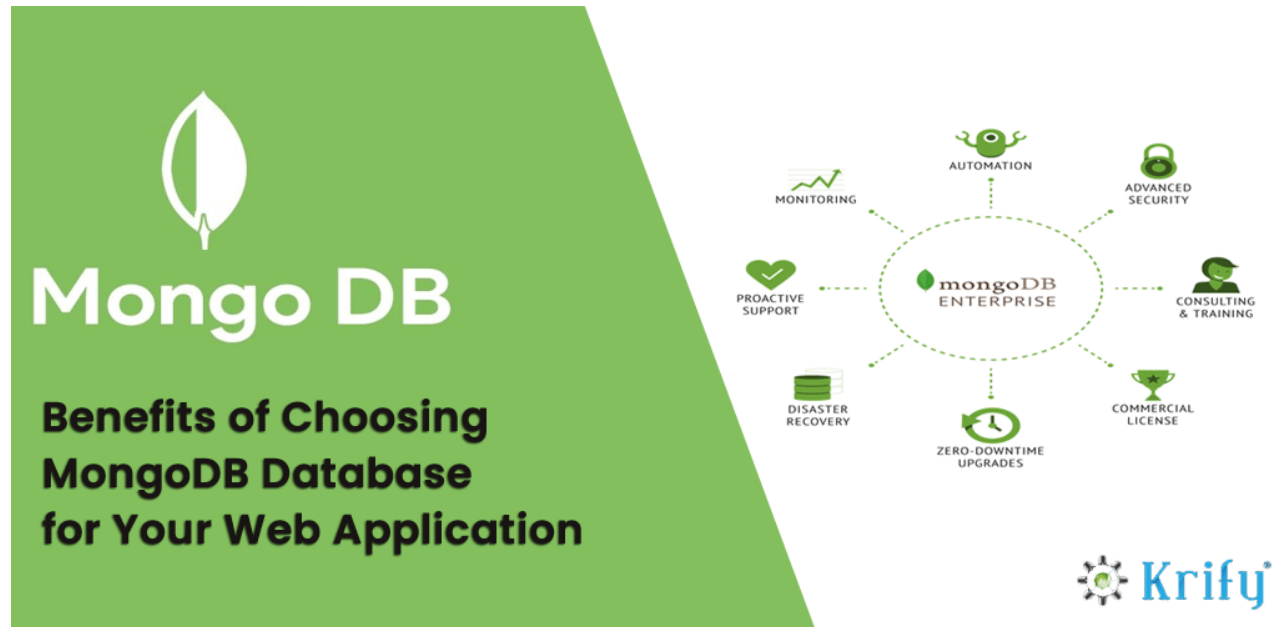 Mongo DB
Benefits of Choosing
MongoDB Database
for Your Web Application
AUTOMATION
MONITORING
ADVANCED
SECURITY
PROACTIVE
SUPPORT
mongoDB
ENTERPRISE
CONSULTING
& TRAINING
DISASTER
RECOVERY
COMMERCIAL
LICENSE
ZERO-DOWNTIME
UPGRADES
Krify®